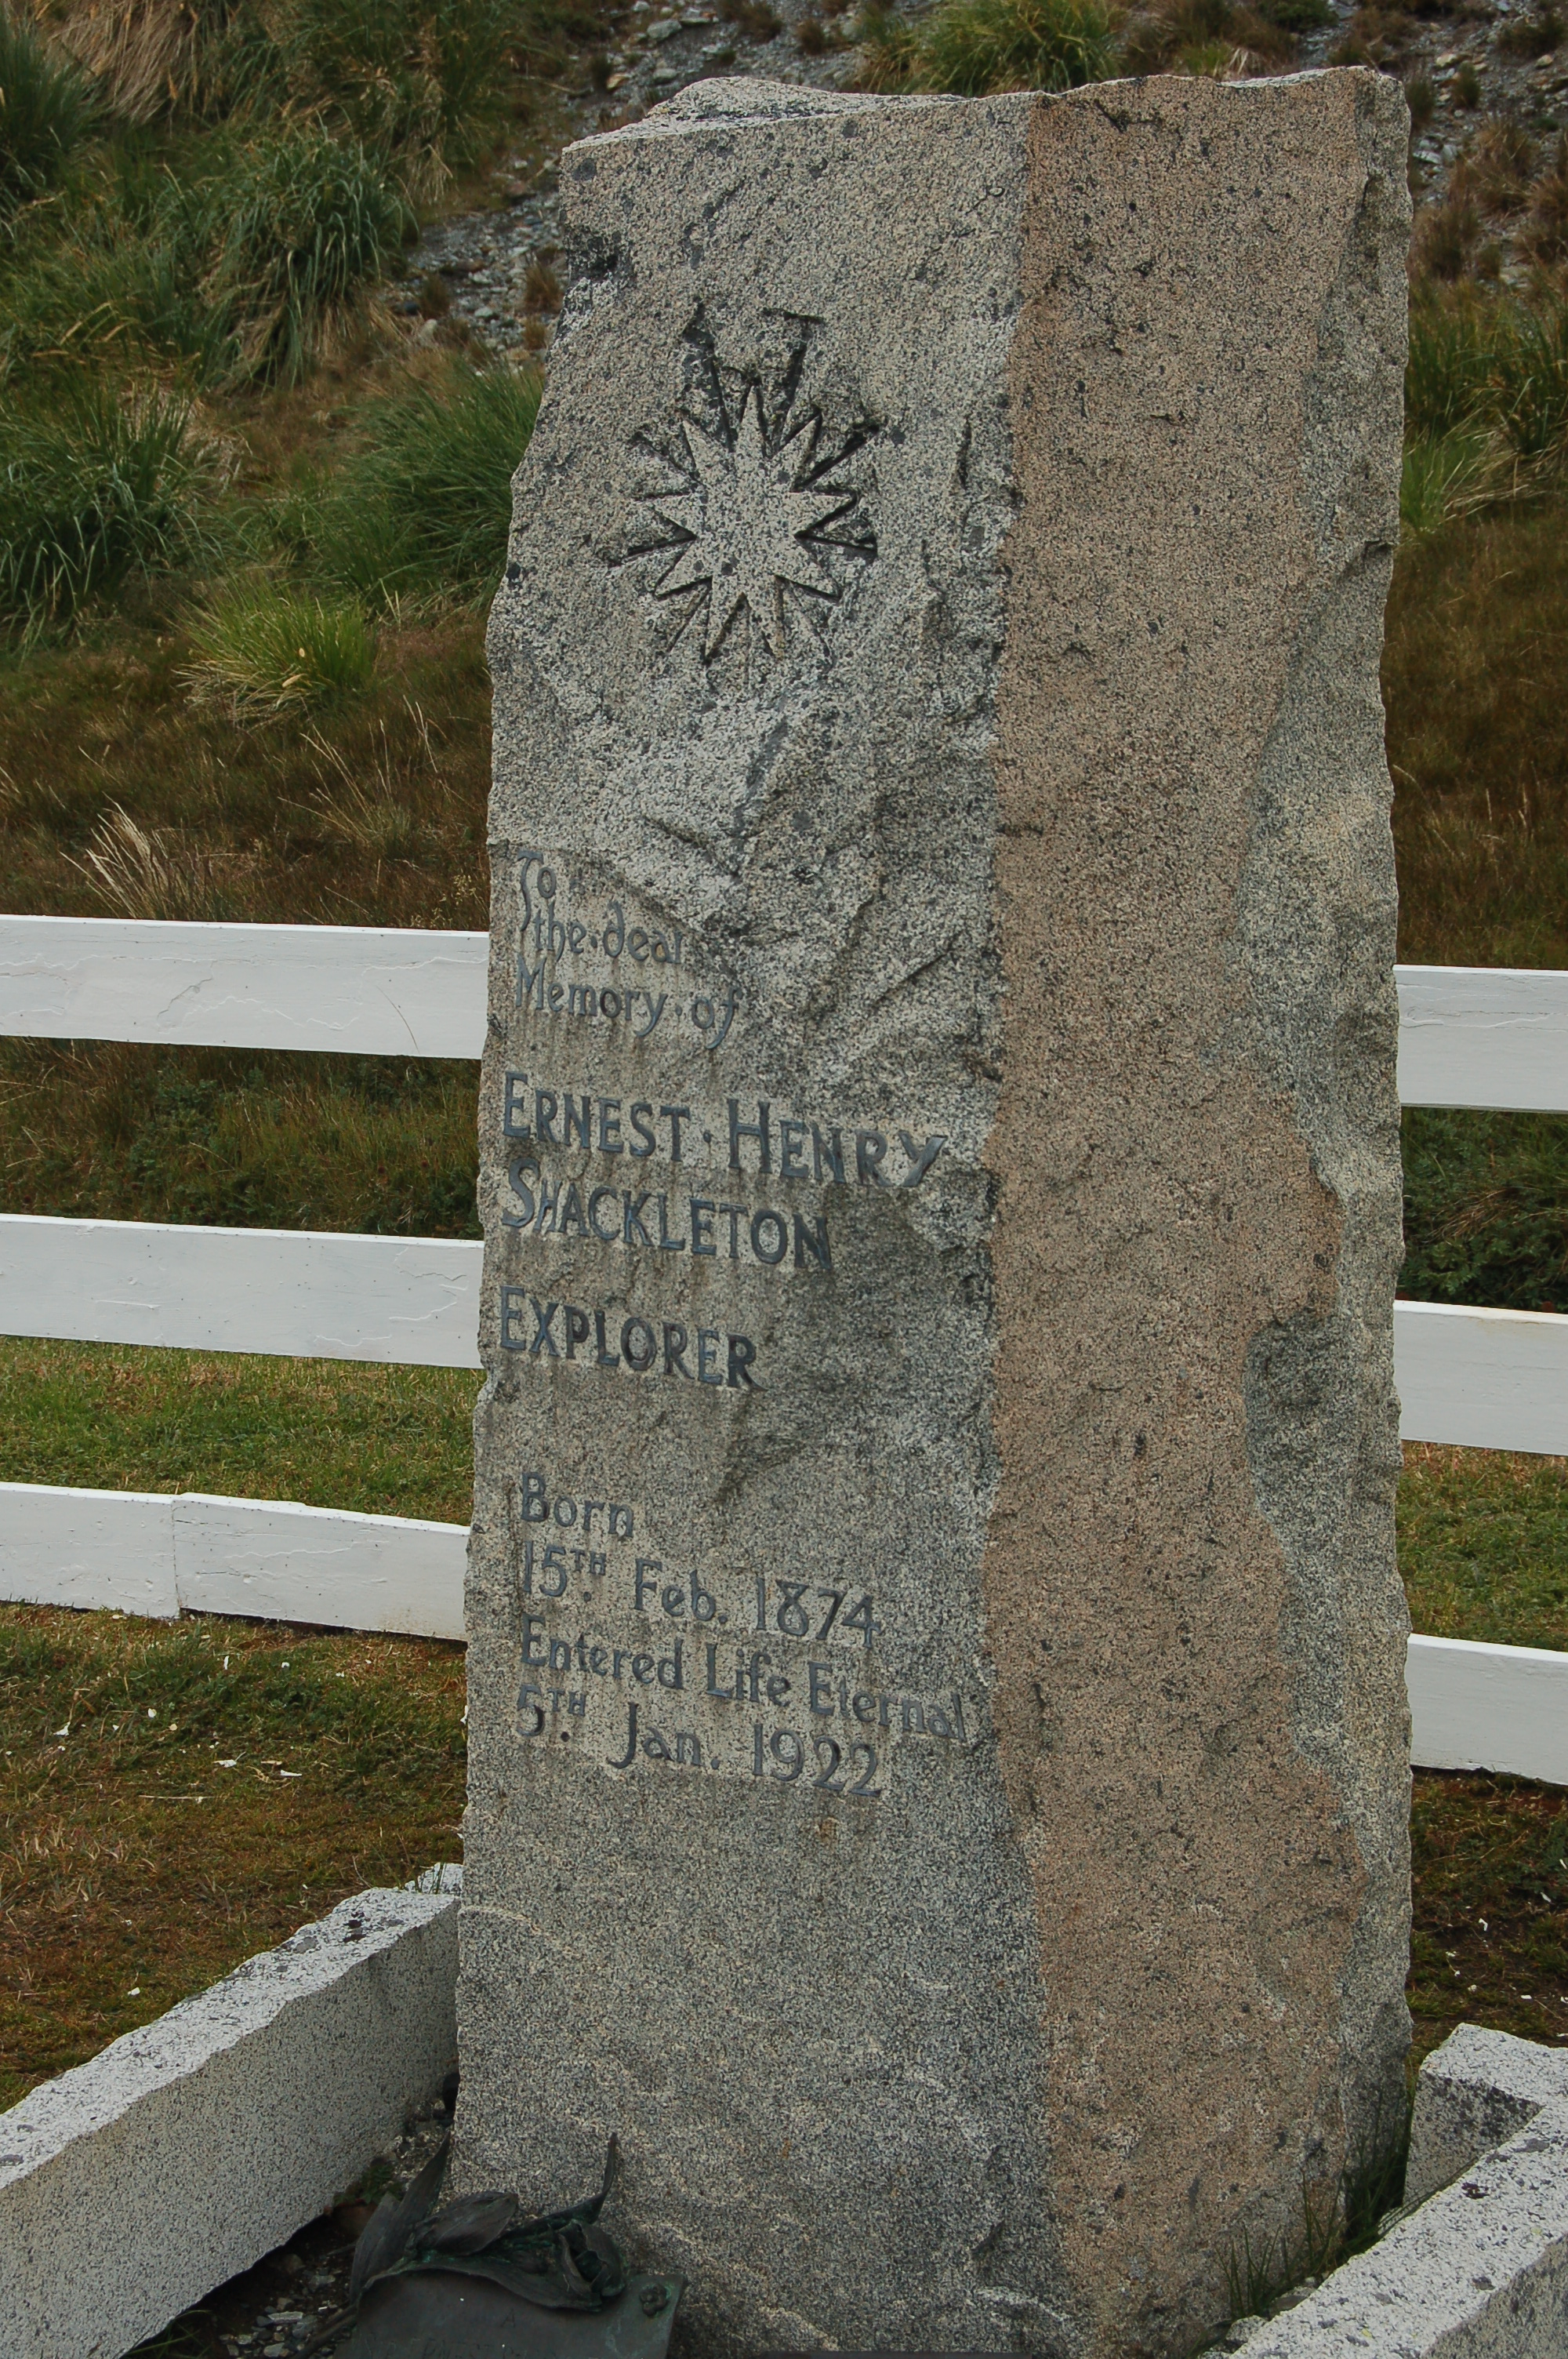 To
the·dear
Memory·of
ERNEST·HENRY
SHACKLETON
EXPLORER
Born
15TH. Feb. 1874
Entered Life Eternal
5TH. Jan. 1922